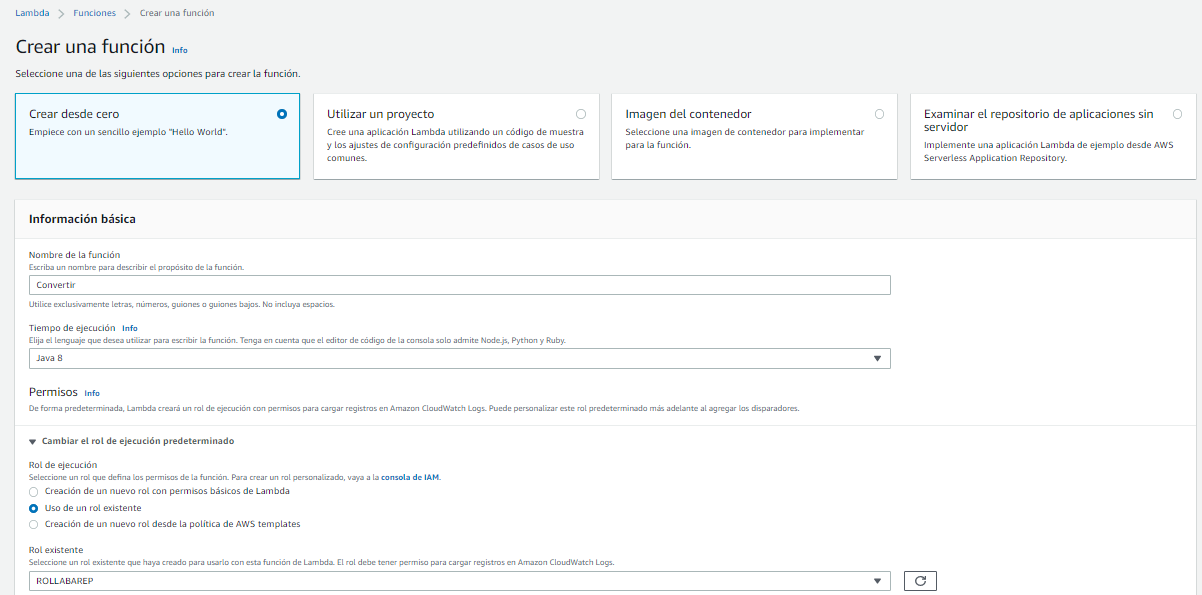 Lambda > Funciones > Crear una función
Crear una función Info
Seleccione una de las siguientes opciones para crear la función.
Crear desde cero
Empiece con un sencillo ejemplo "Hello World".
Utilizar un proyecto
Cree una aplicación Lambda utilizando un código de muestra
y los ajustes de configuración predefinidos de casos de uso
comunes.
Imagen del contenedor
Seleccione una imagen de contenedor para implementar
para la función.
Examinar el repositorio de aplicaciones sin
servidor
Implemente una aplicación Lambda de ejemplo desde AWS
Serverless Application Repository.
Información básica
Nombre de la función
Escriba un nombre para describir el propósito de la función.
Convertir
Utilice exclusivamente letras, números, guiones o guiones bajos. No incluya espacios.
Tiempo de ejecución Info
Elija el lenguaje que desea utilizar para escribir la función. Tenga en cuenta que el editor de código de la consola solo admite Node.js, Python y Ruby.
Java 8
Permisos Info
De forma predeterminada, Lambda creará un rol de ejecución con permisos para cargar registros en Amazon CloudWatch Logs. Puede personalizar este rol predeterminado más adelante al agregar los disparadores.
Cambiar el rol de ejecución predeterminado
Rol de ejecución
Seleccione un rol que defina los permisos de la función. Para crear un rol personalizado, vaya a la consola de IAM.
Creación de un nuevo rol con permisos básicos de Lambda
Uso de un rol existente
Creación de un nuevo rol desde la política de AWS templates
Rol existente
Seleccione un rol existente que haya creado para usarlo con esta función de Lambda. El rol debe tener permiso para cargar registros en Amazon CloudWatch Logs.
ROLLABAREP